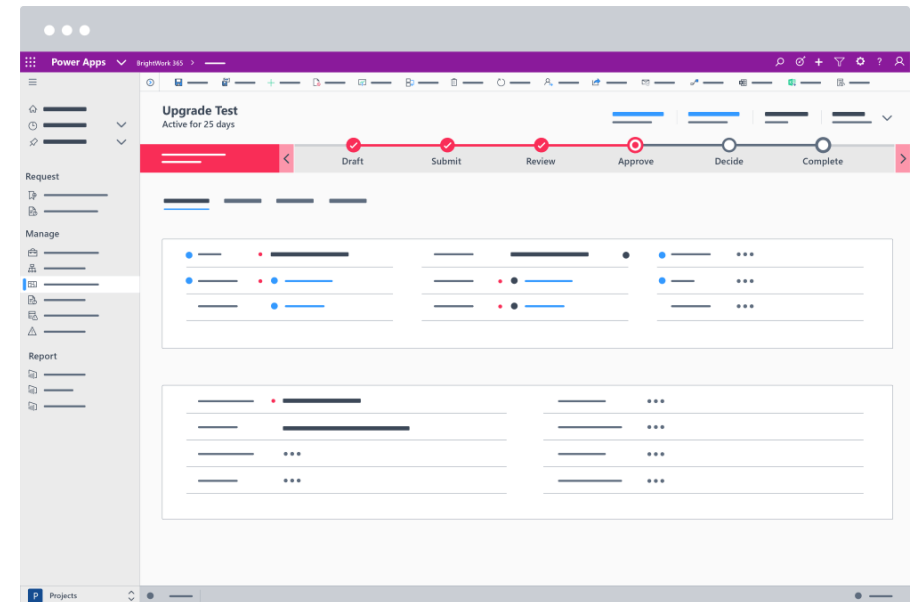 Power Apps BrightWork 365 >
Upgrade Test
Active for 25 days
Draft Submit Review Approve Decide Complete
Request
Manage
Report
P Projects